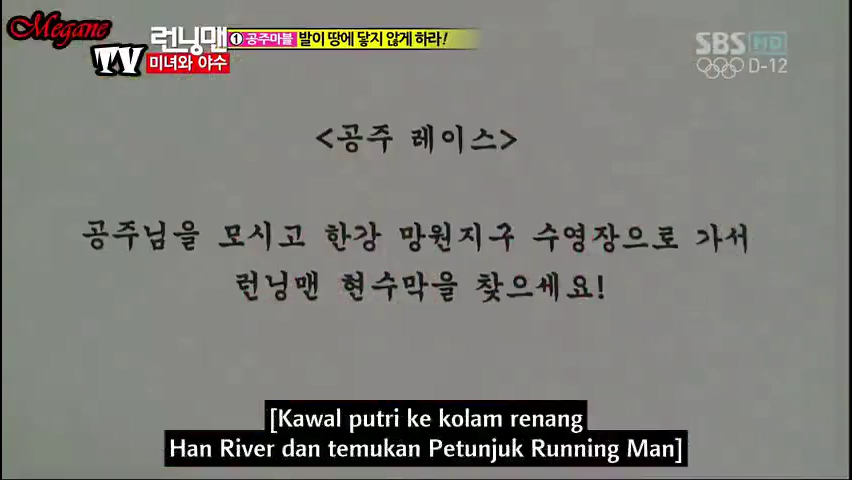 Megane
TV
런닝맨
미녀와 야수
① 공주마블 발이 땅에 닿지 않게 하라!
SBS HD
D-12
<공주 레이스>
공주님을 모시고 한강 망원지구 수영장으로 가서
런닝맨 현수막을 찾으세요!
[Kawal putri ke kolam renang
Han River dan temukan Petunjuk Running Man]